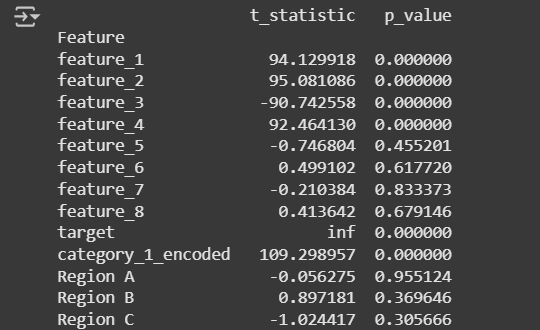 t_statistic p_value
Feature
feature_1 94.129918 0.000000
feature_2 95.081086 0.000000
feature_3 -90.742558 0.000000
feature_4 92.464130 0.000000
feature_5 -0.746804 0.455201
feature_6 0.499102 0.617720
feature_7 -0.210384 0.833373
feature_8 0.413642 0.679146
target inf 0.000000
category_1_encoded 109.298957 0.000000
Region A -0.056275 0.955124
Region B 0.897181 0.369646
Region C -1.024417 0.305666